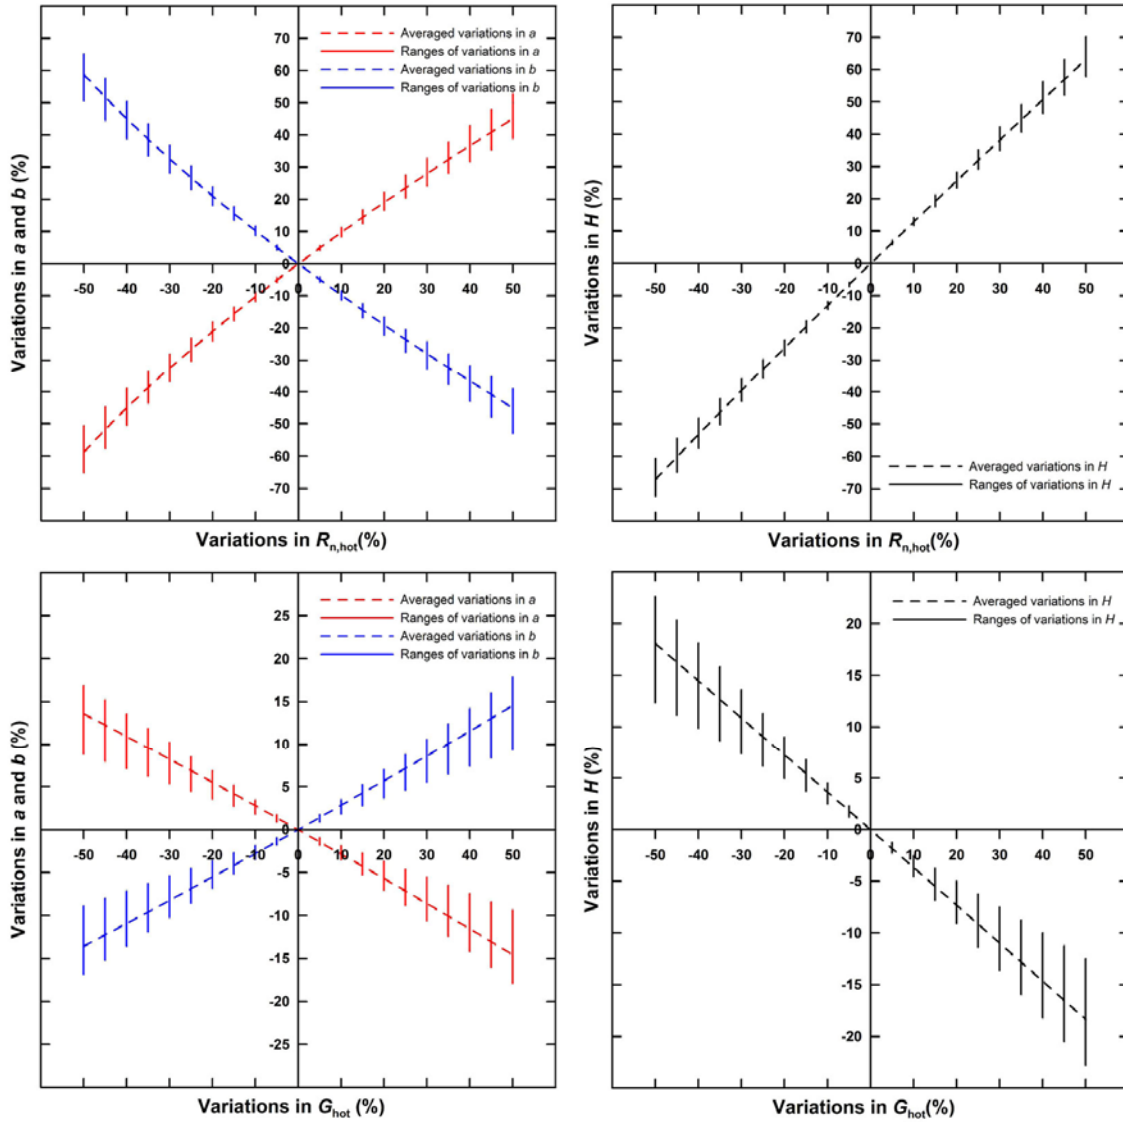 70
60
50
40
30
20
10
0
-10
-20
-30
-40
-50
-60
-70
-50 -40 -30 -20 -10 0 10 20 30 40 50
Averaged variations in a
Ranges of variations in a
Averaged variations in b
Ranges of variations in b
Variations in a and b (%)
Variations in Rn,hot(%)
70
60
50
40
30
20
10
0
-10
-20
-30
-40
-50
-60
-70
-50 -40 -30 -20 -10 0 10 20 30 40 50
Averaged variations in H
Ranges of variations in H
Variations in H (%)
Variations in Rn,hot(%)
25
20
15
10
5
0
-5
-10
-15
-20
-25
-50 -40 -30 -20 -10 0 10 20 30 40 50
Averaged variations in a
Ranges of variations in a
Averaged variations in b
Ranges of variations in b
Variations in a and b (%)
Variations in Ghot (%)
20
15
10
5
0
-5
-10
-15
-20
-50 -40 -30 -20 -10 0 10 20 30 40 50
Averaged variations in H
Ranges of variations in H
Variations in H (%)
Variations in Ghot(%)